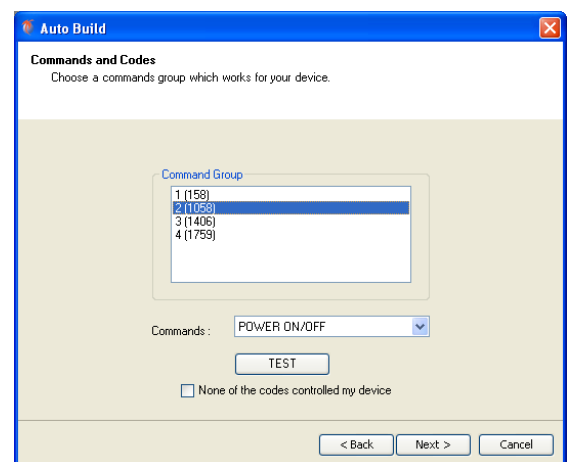 Auto Build
Commands and Codes
Choose a commands group which works for your device.
Command Group
1 (158)
2 (1058)
3 (1406)
4 (1759)
Commands : POWER ON/OFF
TEST
None of the codes controlled my device
< Back Next > Cancel